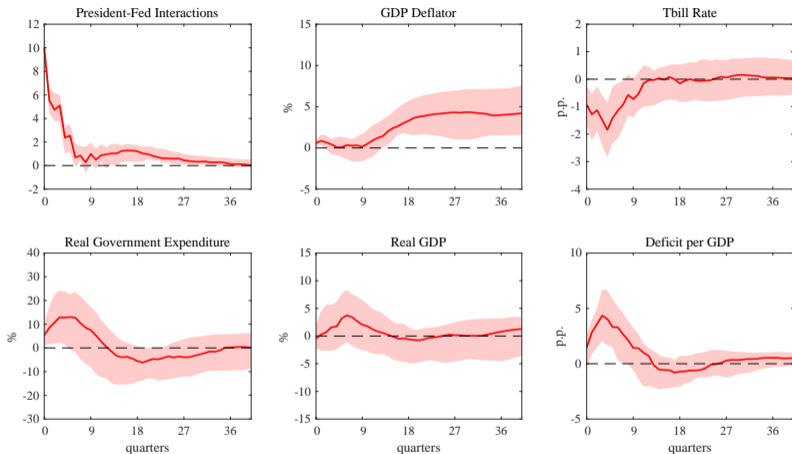 President-Fed Interactions
12
10
8
6
4
2
0
-2
0 9 18 27 36
GDP Deflator
%
15
10
5
0
-5
0 9 18 27 36
Tbill Rate
p.p.
2
1
0
-1
-2
-3
-4
0 9 18 27 36
Real Government Expenditure
%
40
30
20
10
0
-10
-20
-30
0 9 18 27 36
quarters
Real GDP
%
15
10
5
0
-5
-10
-15
0 9 18 27 36
quarters
Deficit per GDP
p.p.
10
5
0
-5
0 9 18 27 36
quarters